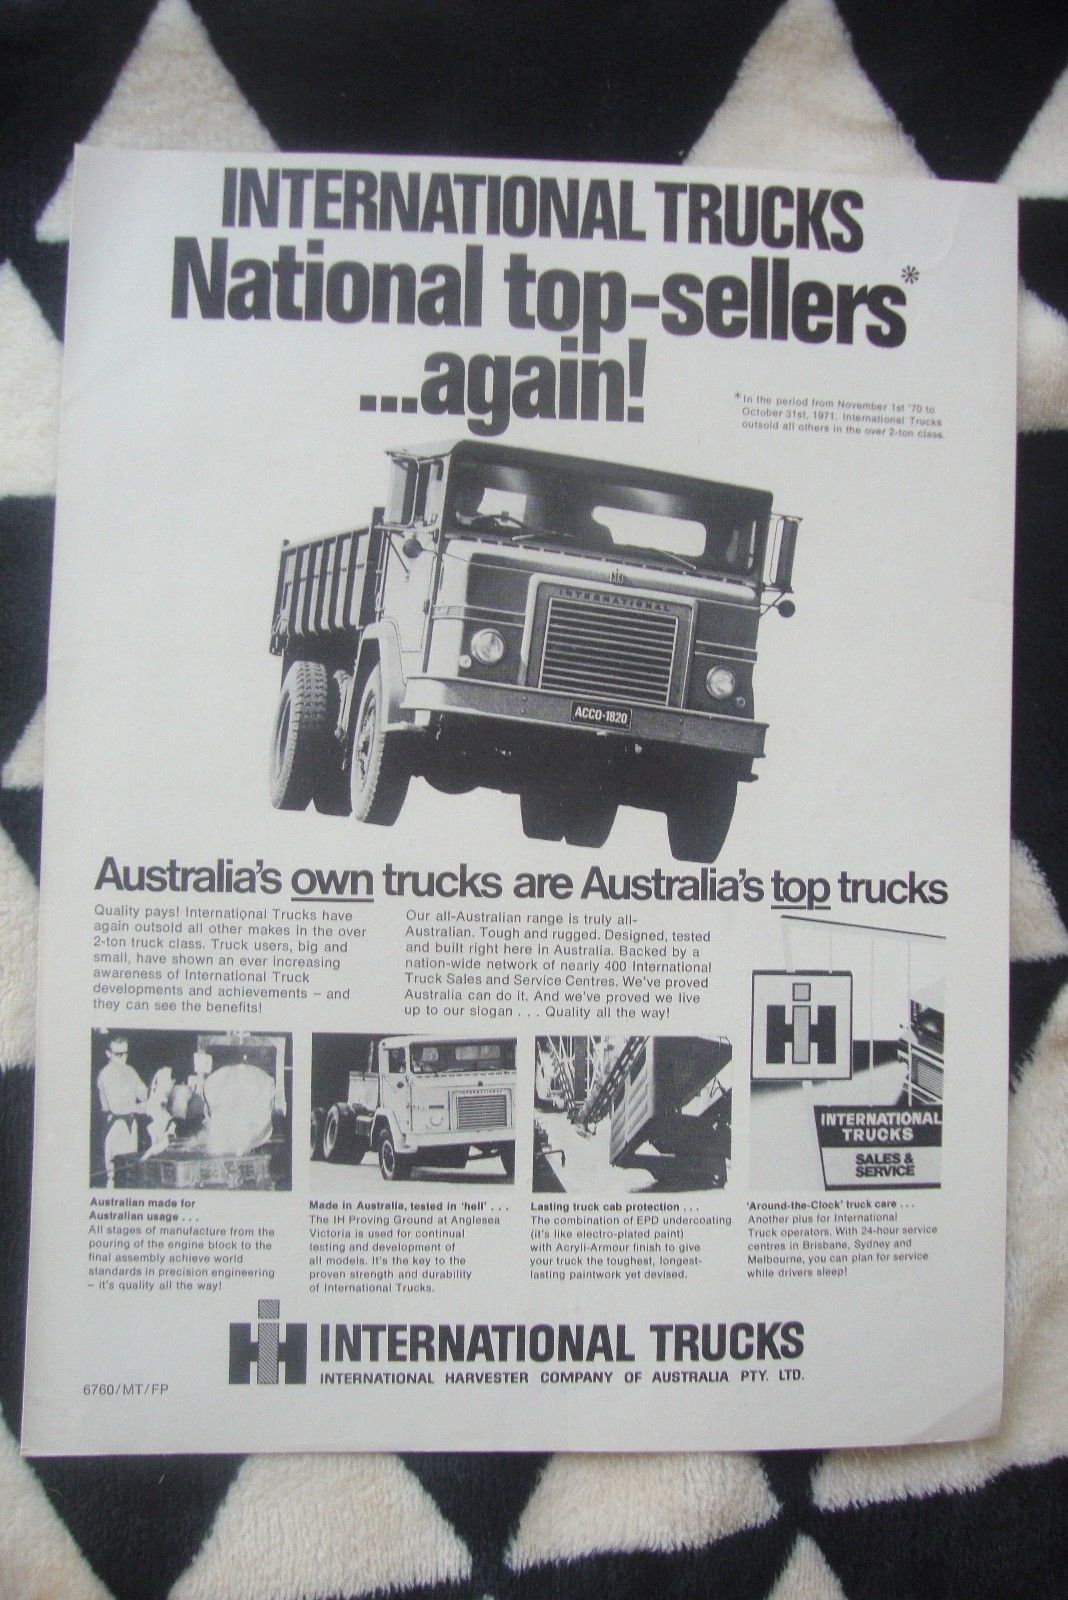 INTERNATIONAL TRUCKS
National top-sellers*
...again!
*In the period from November 1st '70 to
October 31st, 1971. International Trucks
outsold all others in the over 2-ton class.
IH
INTERNATIONAL
ACCO-1820
Australia's own trucks are Australia's top trucks
Quality pays! International Trucks have
again outsold all other makes in the over
2-ton truck class. Truck users, big and
small, have shown an ever increasing
awareness of International Truck
developments and achievements – and
they can see the benefits!
Our all-Australian range is truly all-
Australian. Tough and rugged. Designed, tested
and built right here in Australia. Backed by a
nation-wide network of nearly 400 International
Truck Sales and Service Centres. We've proved
Australia can do it. And we've proved we live
up to our slogan . . . Quality all the way!
IH
INTERNATIONAL
TRUCKS
SALES &
SERVICE
INTERNATIONAL
Australian made for
Australian usage . . .
All stages of manufacture from the
pouring of the engine block to the
final assembly achieve world
standards in precision engineering
– it's quality all the way!
Made in Australia, tested in 'hell' . . .
The IH Proving Ground at Anglesea
Victoria is used for continual
testing and development of
all models. It's the key to the
proven strength and durability
of International Trucks.
Lasting truck cab protection . . .
The combination of EPD undercoating
(it's like electro-plated paint)
with Acryli-Armour finish to give
your truck the toughest, longest-
lasting paintwork yet devised.
'Around-the-Clock' truck care . . .
Another plus for International
Truck operators. With 24-hour service
centres in Brisbane, Sydney and
Melbourne, you can plan for service
while drivers sleep!
IH INTERNATIONAL TRUCKS
INTERNATIONAL HARVESTER COMPANY OF AUSTRALIA PTY. LTD.
6760/MT/FP